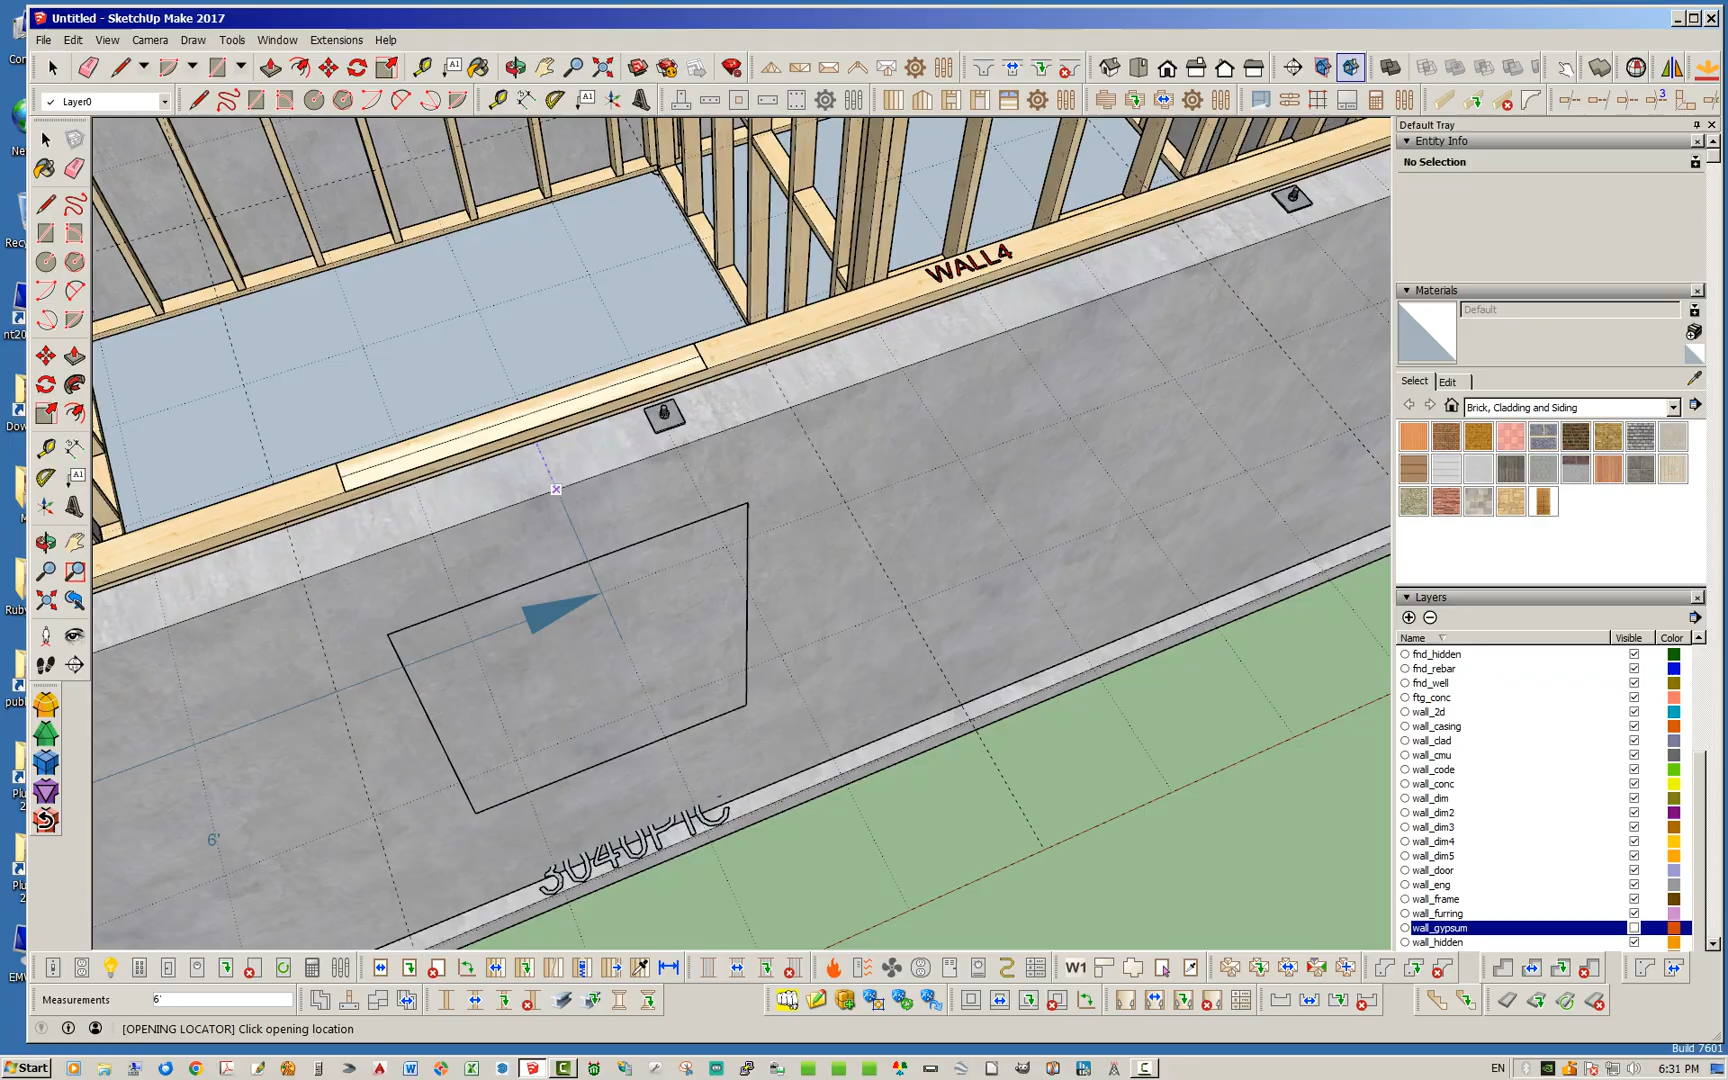 Untitled - SketchUp Make 2017
File Edit View Camera Draw Tools Window Extensions Help
Layer0
Default Tray
Entity Info
No Selection
Materials
Default
Select Edit
Brick, Cladding and Siding
Layers
Name Visible Color
fnd_hidden
fnd_rebar
fnd_well
ftg_conc
wall_2d
wall_casing
wall_clad
wall_cmu
wall_code
wall_conc
wall_dim
wall_dim2
wall_dim3
wall_dim4
wall_dim5
wall_door
wall_eng
wall_frame
wall_furring
wall_gypsum
wall_hidden
WALL4
3040PIC
6'
W1
Measurements 6'
[OPENING LOCATOR] Click opening location
Build 7601
Start
EN
6:31 PM